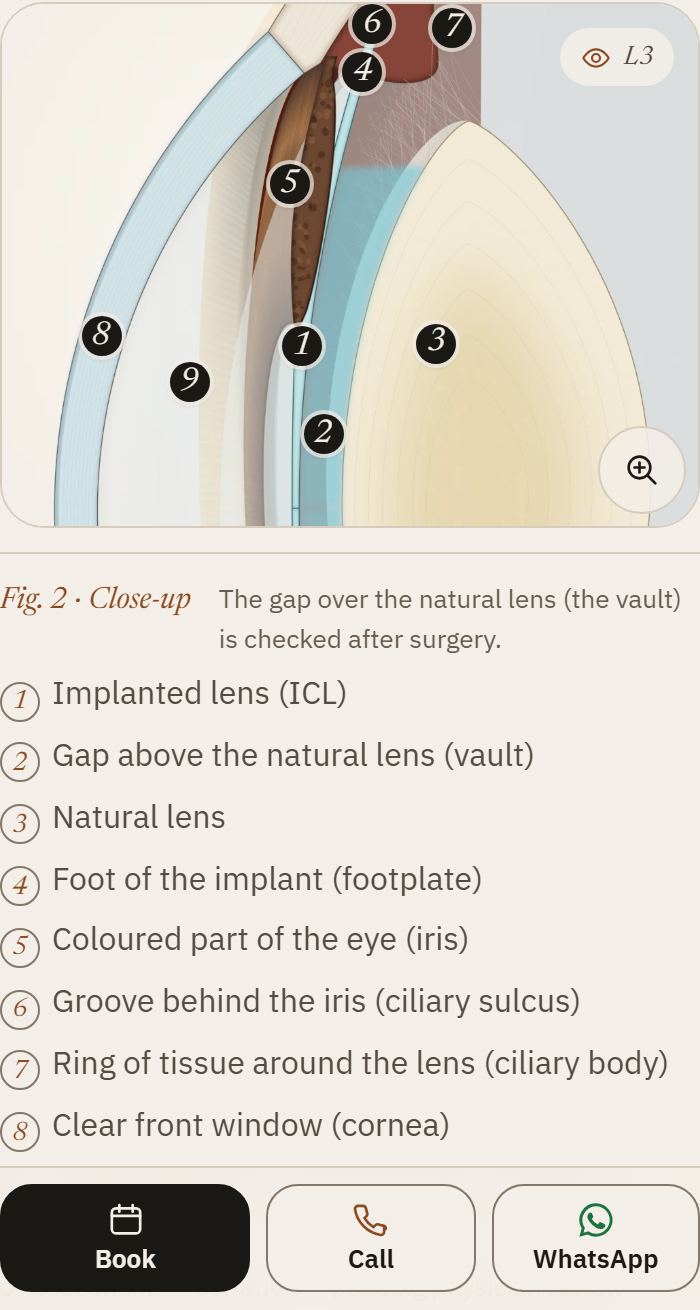 6
7
L3
4
5
8
1
3
9
2
Fig. 2 · Close-up
The gap over the natural lens (the vault)
is checked after surgery.
1 Implanted lens (ICL)
2 Gap above the natural lens (vault)
3 Natural lens
4 Foot of the implant (footplate)
5 Coloured part of the eye (iris)
6 Groove behind the iris (ciliary sulcus)
7 Ring of tissue around the lens (ciliary body)
8 Clear front window (cornea)
Book
Call
WhatsApp